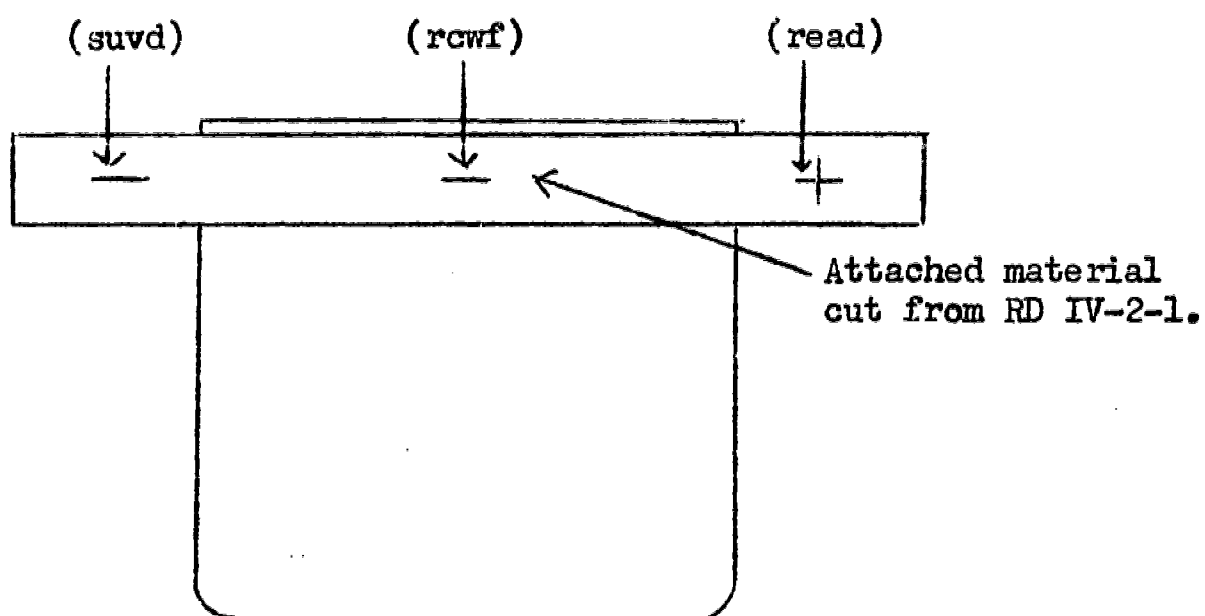 (suvd) (rcwf) (read)
— — +
Attached material
cut from RD IV-2-1.